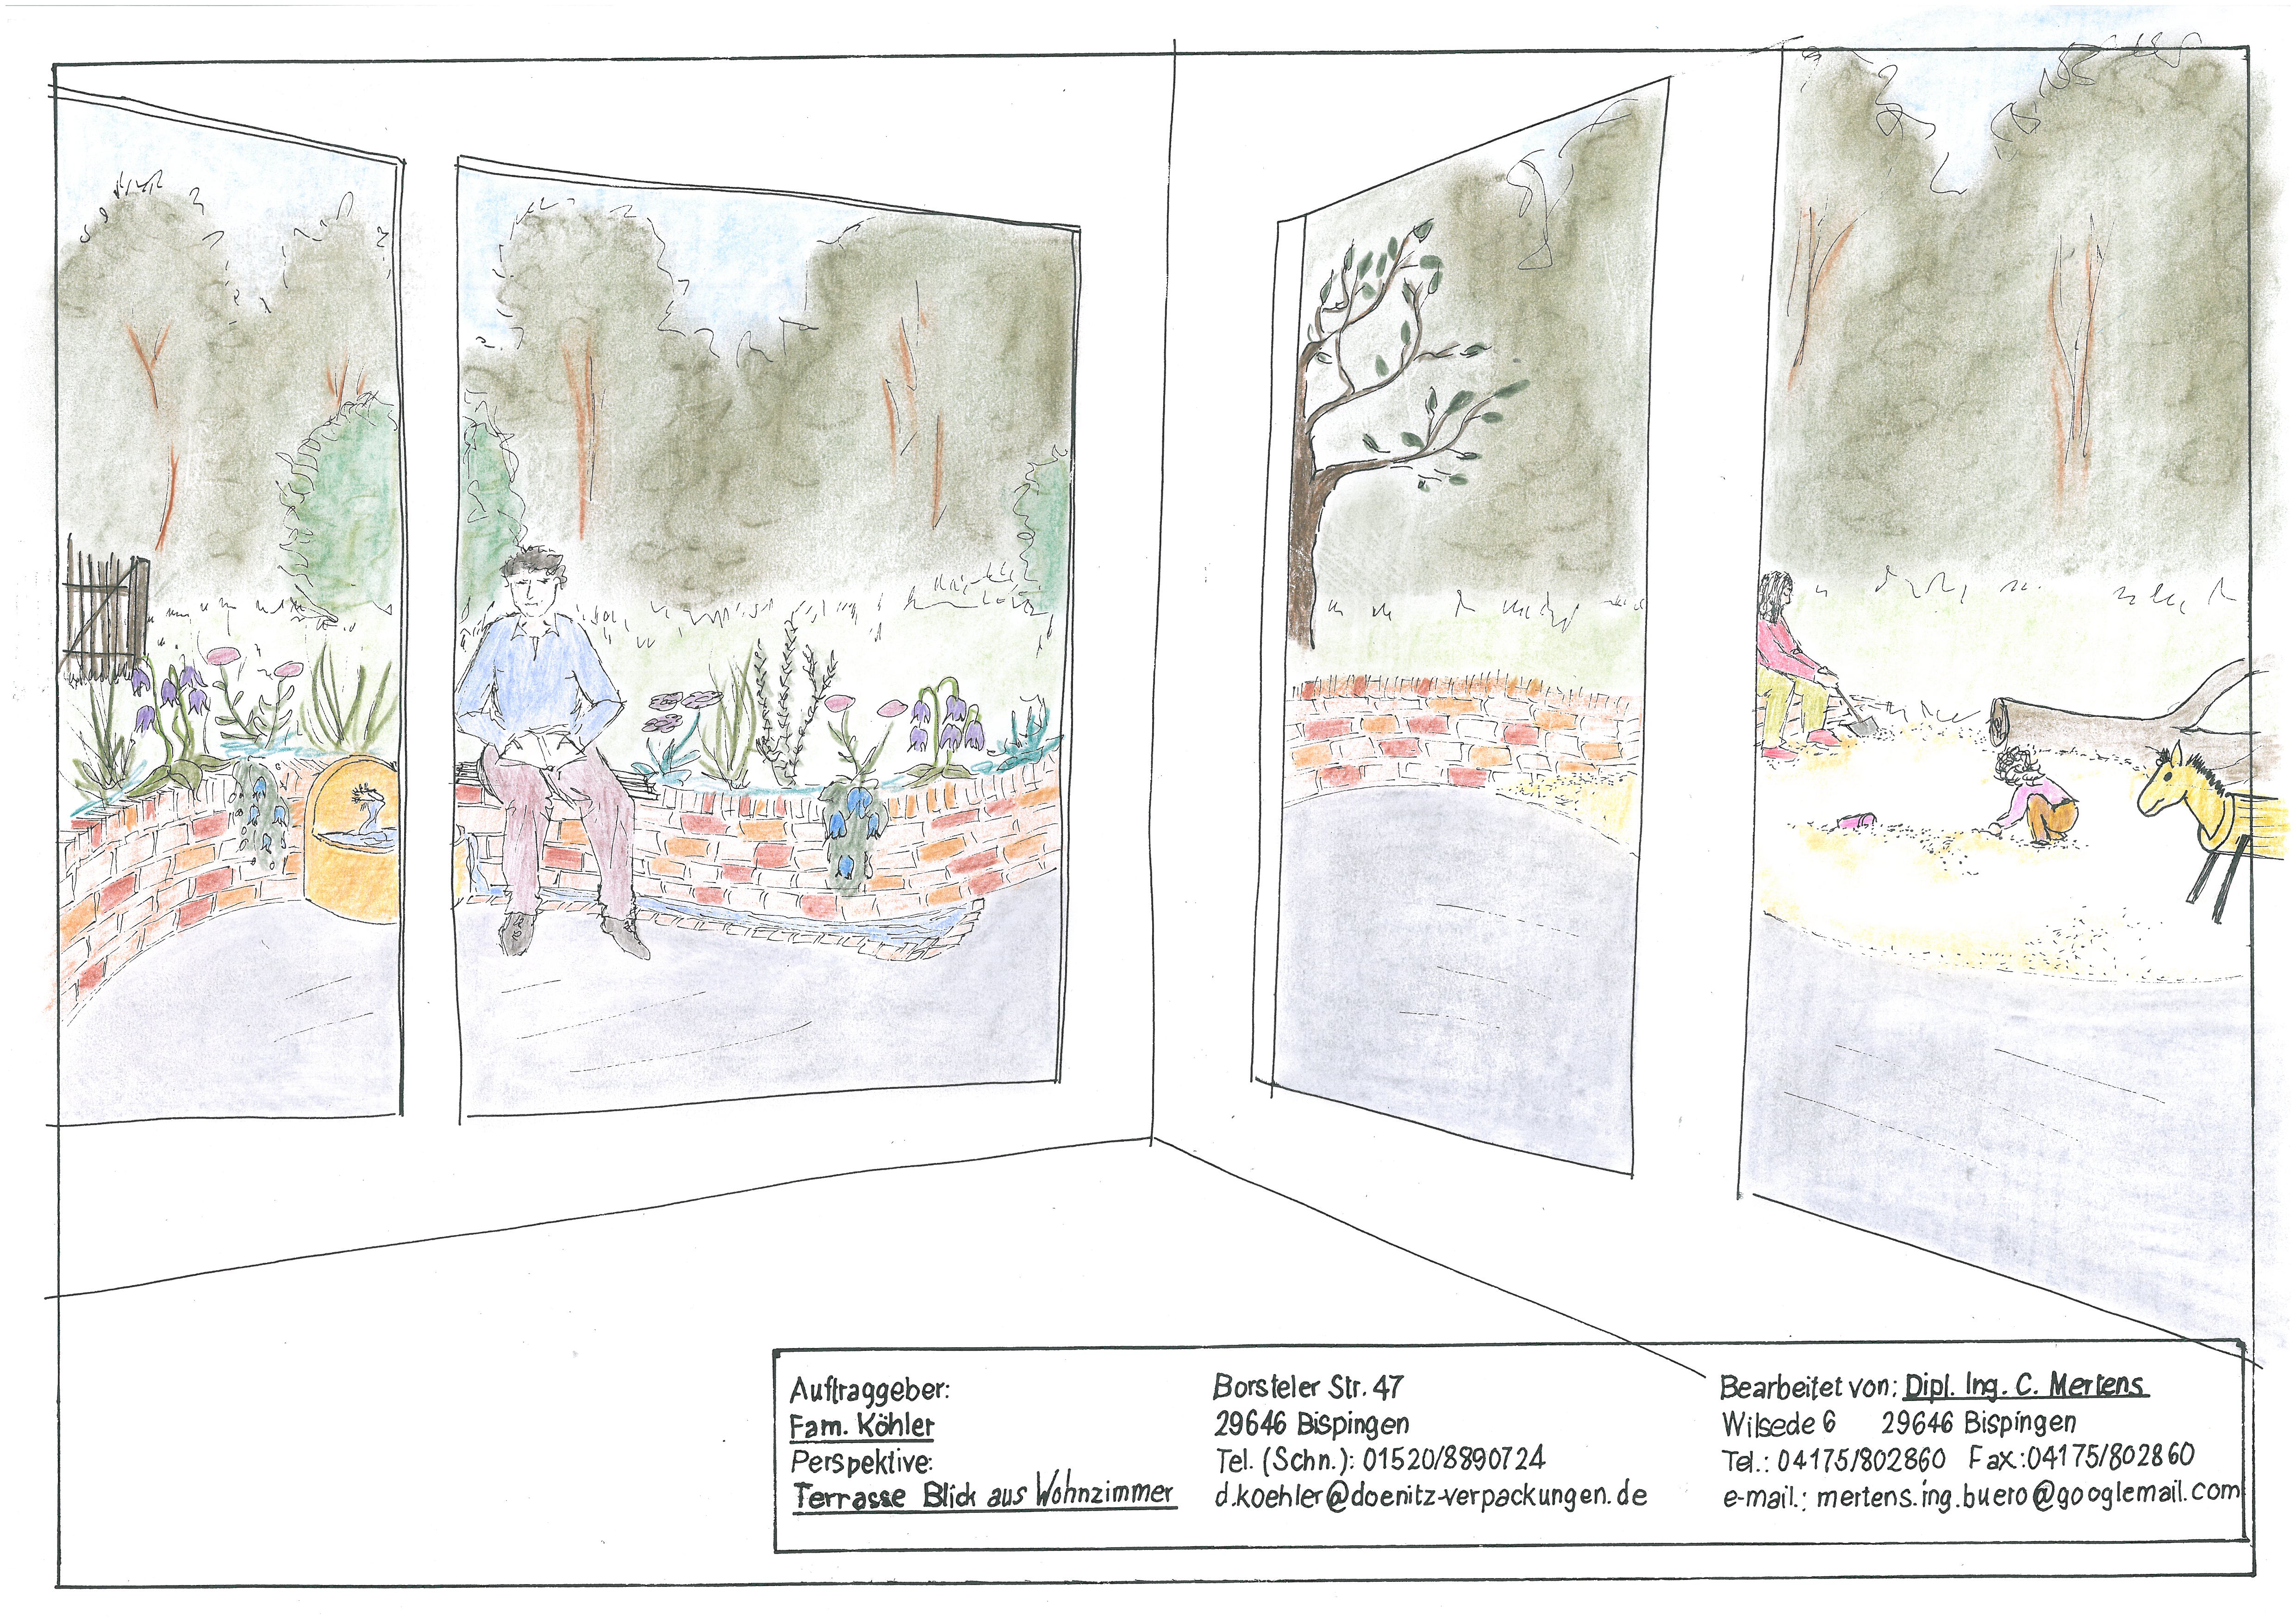 Auftraggeber:
Fam. Köhler
Perspektive:
Terrasse Blick aus Wohnzimmer
Borsteler Str. 47
29646 Bispingen
Tel. (Schn.): 01520/8890724
d.koehler@doenitz-verpackungen.de
Bearbeitet von: Dipl. Ing. C. Mertens
Wilsede 6 29646 Bispingen
Tel.: 04175/802860 Fax:04175/802860
e-mail.: mertens.ing.buero@googlemail.com